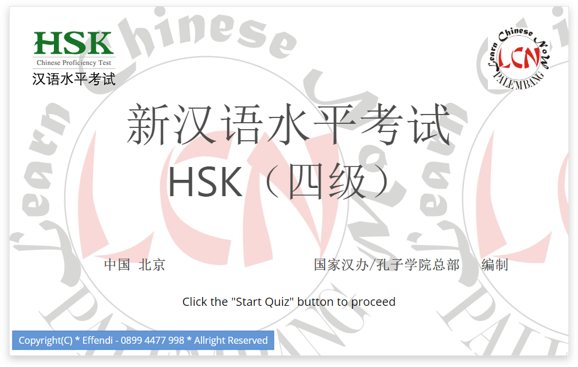 HSK
Chinese Proficiency Test
汉语水平考试
Learn Chinese Now
LCN
PALEMBANG
新汉语水平考试
HSK（四级）
中国 北京
国家汉办/孔子学院总部 编制
Click the "Start Quiz" button to proceed
Copyright(C) * Effendi - 0899 4477 998 * Allright Reserved